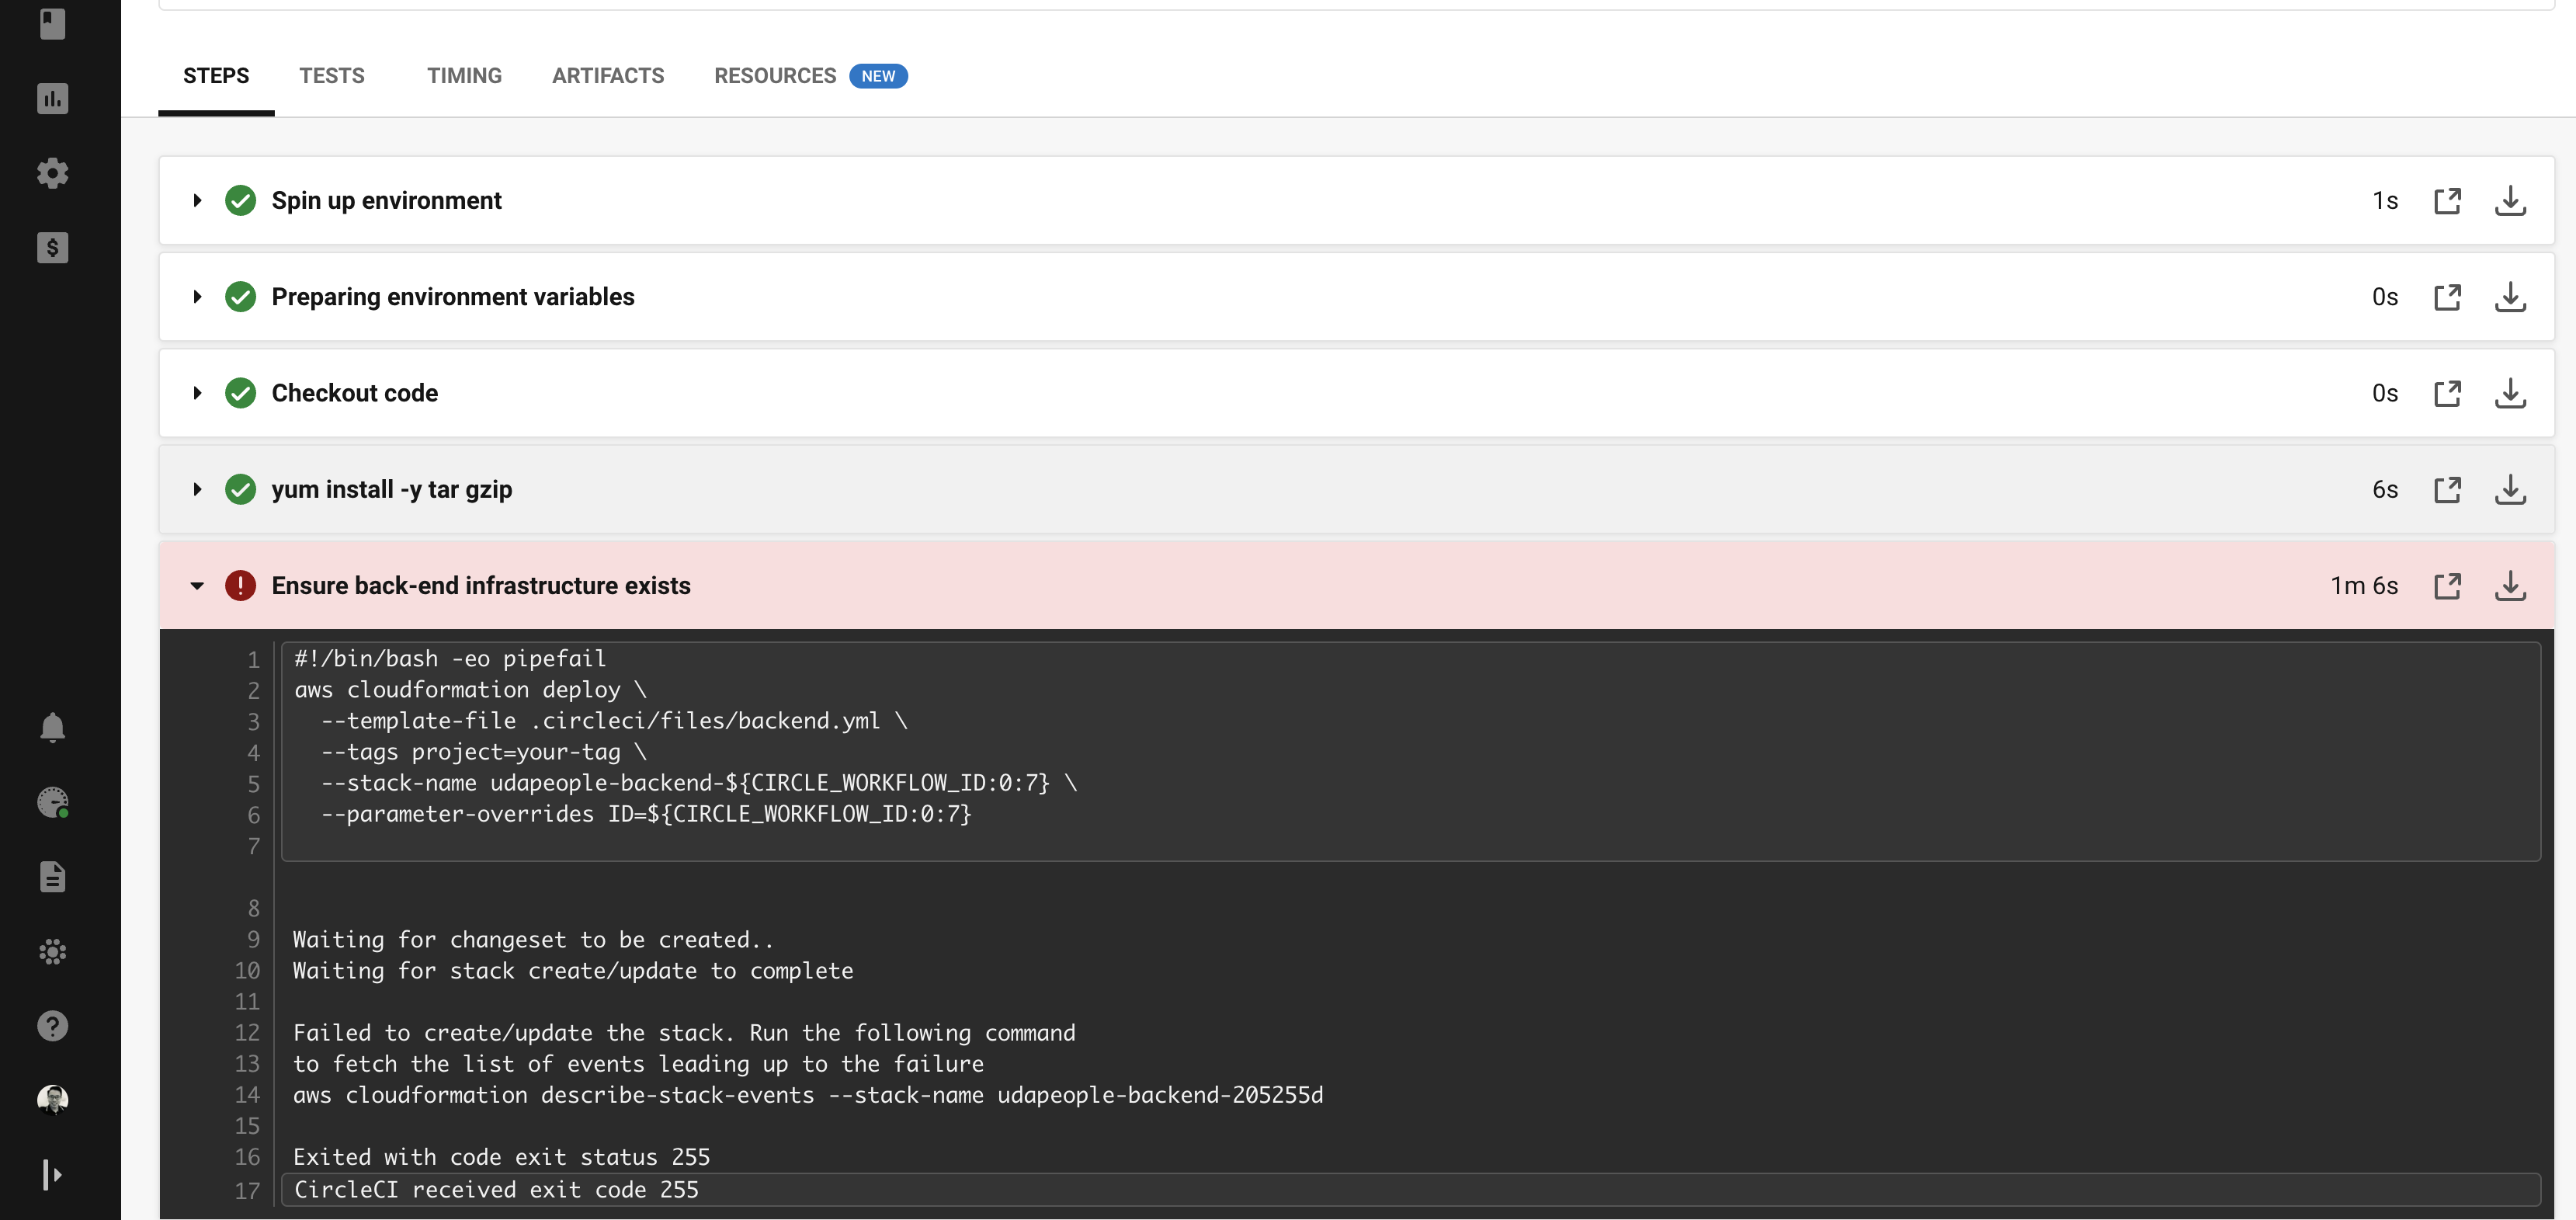 STEPS TESTS TIMING ARTIFACTS RESOURCES NEW
Spin up environment 1s
Preparing environment variables 0s
Checkout code 0s
yum install -y tar gzip 6s
Ensure back-end infrastructure exists 1m 6s
1 #!/bin/bash -eo pipefail
2 aws cloudformation deploy \
3 --template-file .circleci/files/backend.yml \
4 --tags project=your-tag \
5 --stack-name udapeople-backend-${CIRCLE_WORKFLOW_ID:0:7} \
6 --parameter-overrides ID=${CIRCLE_WORKFLOW_ID:0:7}
7
8
9 Waiting for changeset to be created..
10 Waiting for stack create/update to complete
11
12 Failed to create/update the stack. Run the following command
13 to fetch the list of events leading up to the failure
14 aws cloudformation describe-stack-events --stack-name udapeople-backend-205255d
15
16 Exited with code exit status 255
17 CircleCI received exit code 255